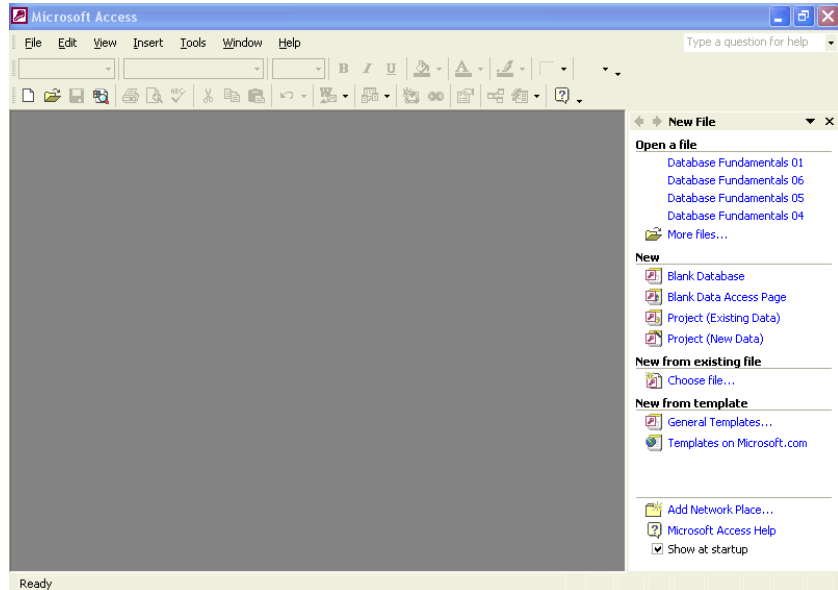 Microsoft Access
File Edit View Insert Tools Window Help Type a question for help
B I U A
ABC W
New File
Open a file
Database Fundamentals 01
Database Fundamentals 06
Database Fundamentals 05
Database Fundamentals 04
More files...
New
Blank Database
Blank Data Access Page
Project (Existing Data)
Project (New Data)
New from existing file
Choose file...
New from template
General Templates...
Templates on Microsoft.com
Add Network Place...
Microsoft Access Help
Show at startup
Ready